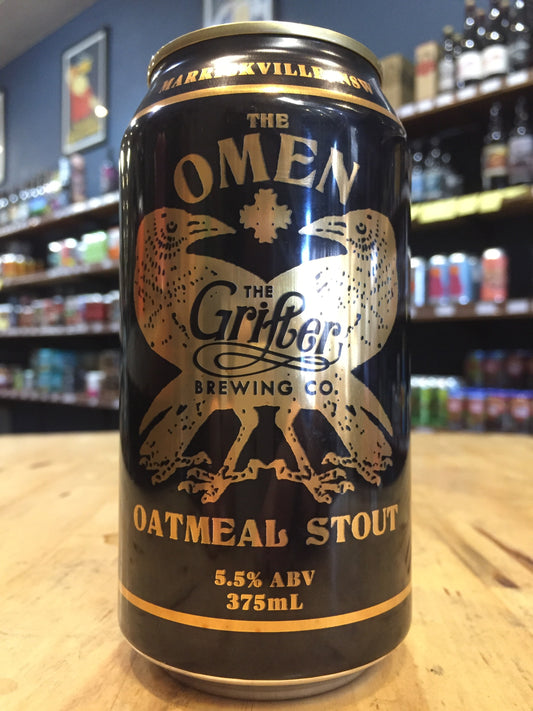 MARRICKVILLE NSW
THE
OMEN
THE
Grifter
BREWING CO.
OATMEAL STOUT
5.5% ABV
375mL